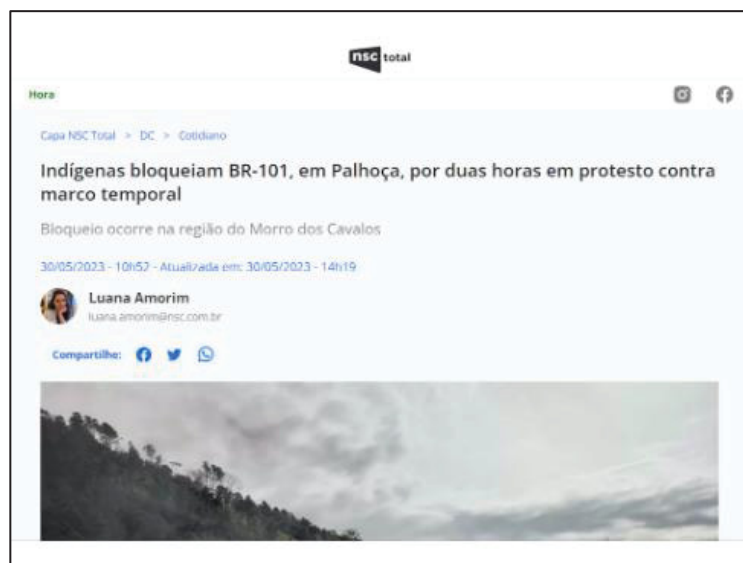 nsc total
Hora
Capa NSC Total > DC > Cotidiano
Indígenas bloqueiam BR-101, em Palhoça, por duas horas em protesto contra
marco temporal
Bloqueio ocorre na região do Morro dos Cavalos
30/05/2023 - 10h52 - Atualizada em: 30/05/2023 - 14h19
Luana Amorim
luana.amorim@nsc.com.br
Compartilhe: